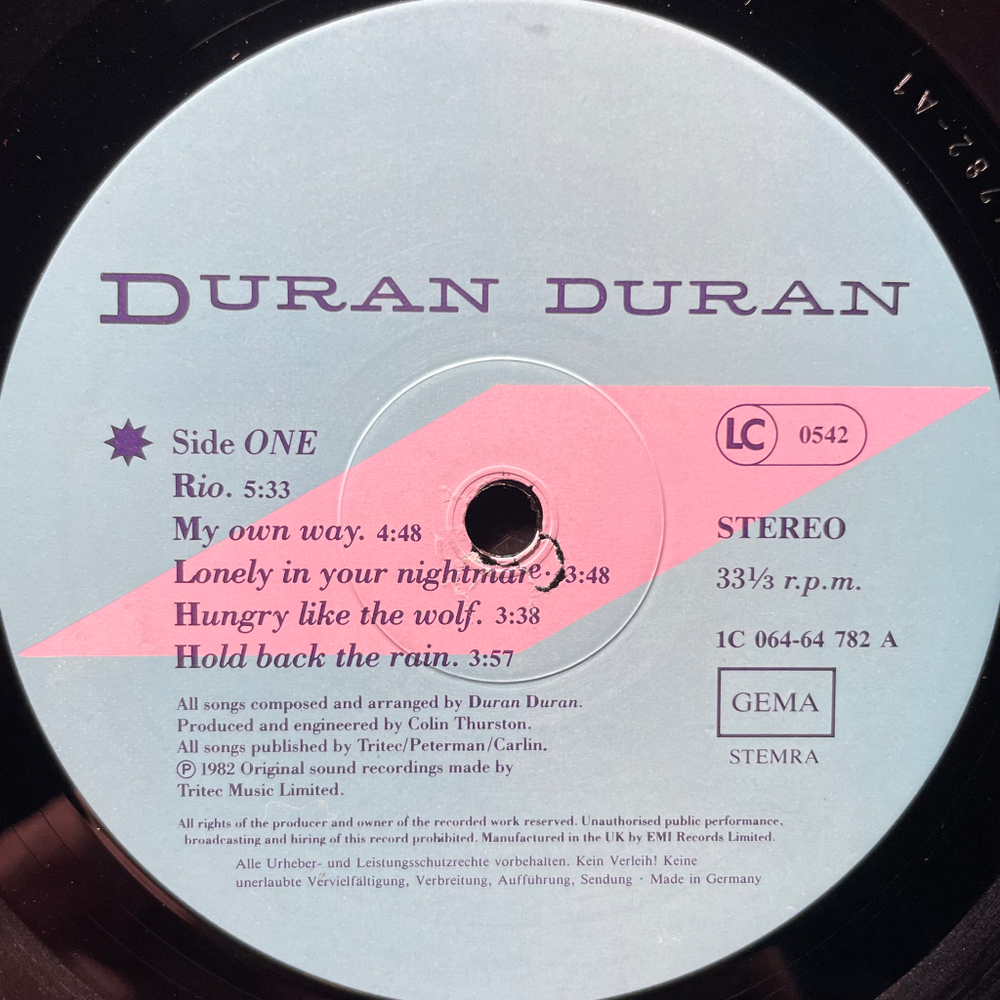 DURAN DURAN
Side ONE
Rio. 5:33
My own way. 4:48
Lonely in your nightmare. 3:48
Hungry like the wolf. 3:38
Hold back the rain. 3:57
All songs composed and arranged by Duran Duran.
Produced and engineered by Colin Thurston.
All songs published by Tritec/Peterman/Carlin.
Ⓟ 1982 Original sound recordings made by
Tritec Music Limited.
LC 0542
STEREO
33⅓ r.p.m.
1C 064-64 782 A
GEMA
STEMRA
All rights of the producer and owner of the recorded work reserved. Unauthorised public performance,
broadcasting and hiring of this record prohibited. Manufactured in the UK by EMI Records Limited.
Alle Urheber- und Leistungsschutzrechte vorbehalten. Kein Verleih! Keine
unerlaubte Vervielfältigung, Verbreitung, Aufführung, Sendung · Made in Germany
782-A1